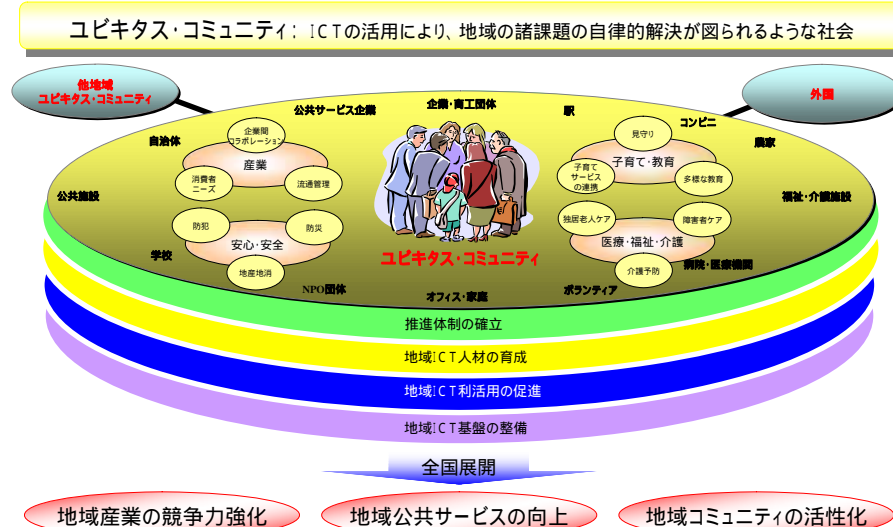 ユビキタス・コミュニティ：ICTの活用により、地域の諸課題の自律的解決が図られるような社会
他地域
ユビキタス・コミュニティ
外国
公共サービス企業
企業・商工団体
駅
コンビニ
自治体
農家
公共施設
福祉・介護施設
学校
NPO団体
オフィス・家庭
ボランティア
病院・医療機関
企業間
コラボレーション
産業
消費者
ニーズ
流通管理
見守り
子育て・教育
子育て
サービス
の連携
多様な教育
防犯
防災
安心・安全
地産地消
独居老人ケア
障害者ケア
医療・福祉・介護
介護予防
ユビキタス・コミュニティ
推進体制の確立
地域ICT人材の育成
地域ICT利活用の促進
地域ICT基盤の整備
全国展開
地域産業の競争力強化
地域公共サービスの向上
地域コミュニティの活性化